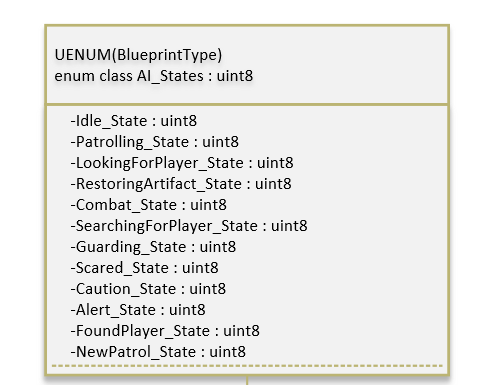 UENUM(BlueprintType)
enum class AI_States : uint8
-Idle_State : uint8
-Patrolling_State : uint8
-LookingForPlayer_State : uint8
-RestoringArtifact_State : uint8
-Combat_State : uint8
-SearchingForPlayer_State : uint8
-Guarding_State : uint8
-Scared_State : uint8
-Caution_State : uint8
-Alert_State : uint8
-FoundPlayer_State : uint8
-NewPatrol_State : uint8